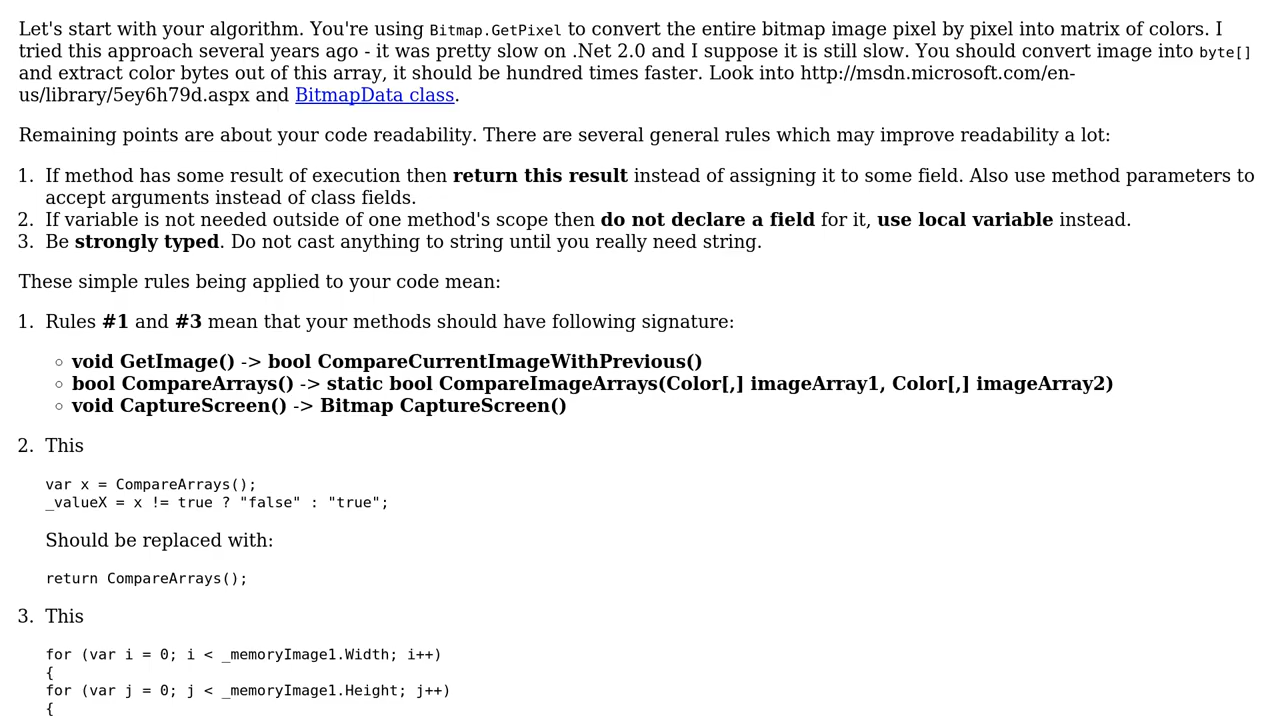 Let's start with your algorithm. You're using Bitmap.GetPixel to convert the entire bitmap image pixel by pixel into matrix of colors. I
tried this approach several years ago - it was pretty slow on .Net 2.0 and I suppose it is still slow. You should convert image into byte[]
and extract color bytes out of this array, it should be hundred times faster. Look into http://msdn.microsoft.com/en-
us/library/5ey6h79d.aspx and BitmapData class.
Remaining points are about your code readability. There are several general rules which may improve readability a lot:
1. If method has some result of execution then return this result instead of assigning it to some field. Also use method parameters to
accept arguments instead of class fields.
2. If variable is not needed outside of one method's scope then do not declare a field for it, use local variable instead.
3. Be strongly typed. Do not cast anything to string until you really need string.
These simple rules being applied to your code mean:
1. Rules #1 and #3 mean that your methods should have following signature:
◦ void GetImage() -> bool CompareCurrentImageWithPrevious()
◦ bool CompareArrays() -> static bool CompareImageArrays(Color[,] imageArray1, Color[,] imageArray2)
◦ void CaptureScreen() -> Bitmap CaptureScreen()
2. This
var x = CompareArrays();
_valueX = x != true ? "false" : "true";
Should be replaced with:
return CompareArrays();
3. This
for (var i = 0; i < _memoryImage1.Width; i++)
{
for (var j = 0; j < _memoryImage1.Height; j++)
{